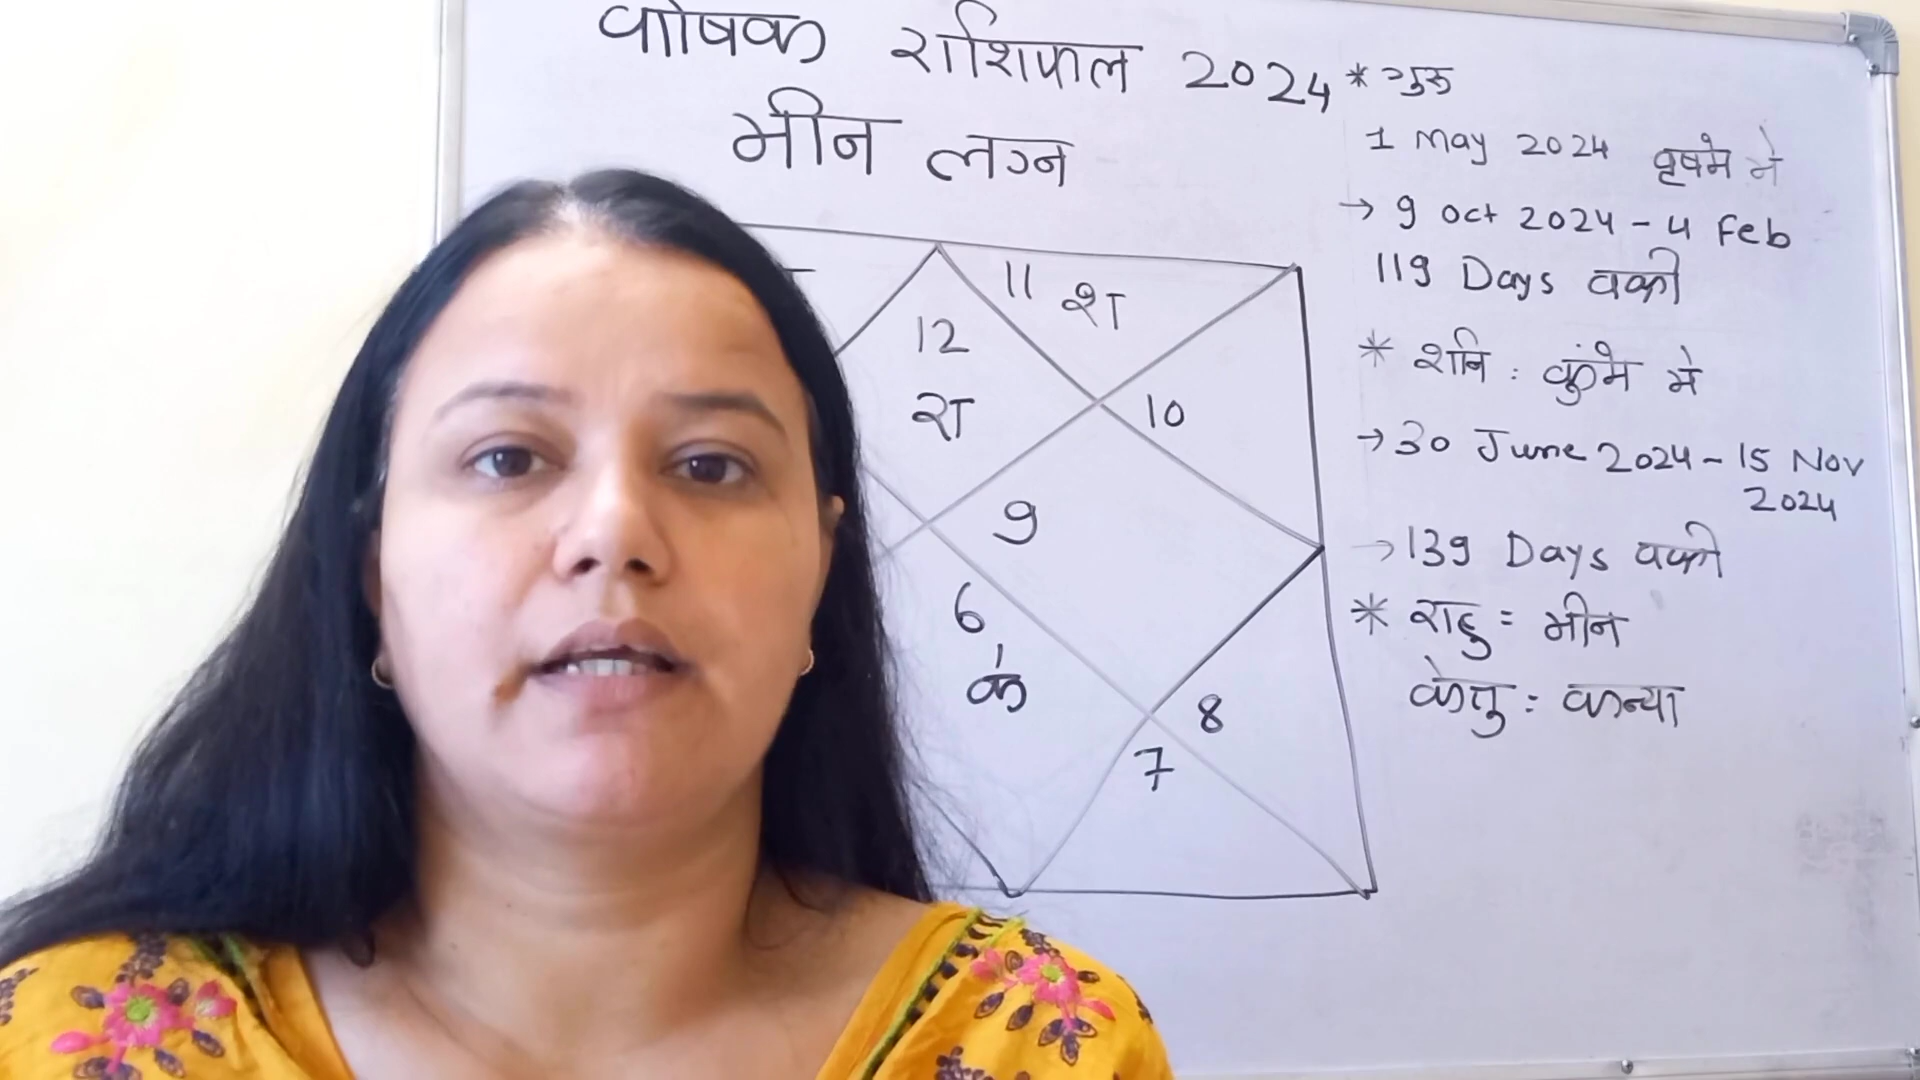 वार्षिक राशिफल 2024
मीन लग्न
11 श
12
रा
10
9
6
के
8
7
* गुरू
1 May 2024 वृषभ मे
→ 9 Oct 2024 - 4 Feb
119 Days वक्री
* शनि : कुंभ मे
→ 30 June 2024 - 15 Nov
2024
→ 139 Days वक्री
* राहु = मीन
केतु : कन्या